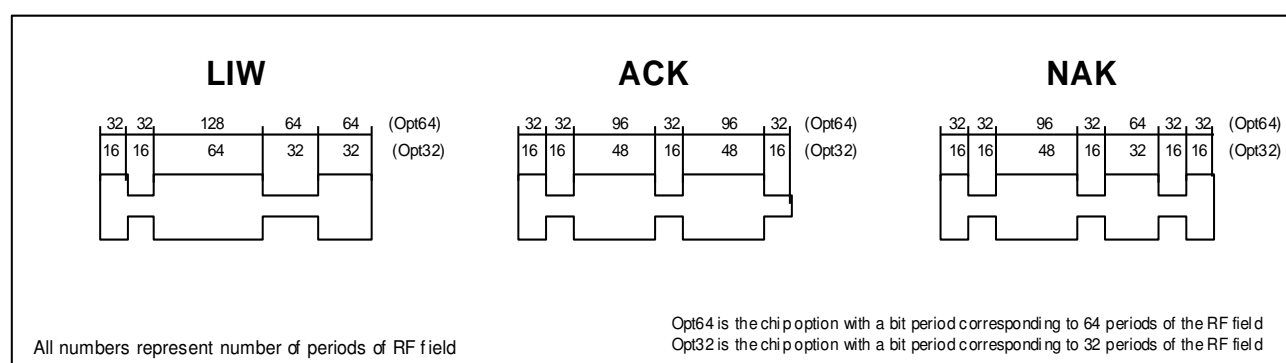 LIW ACK NAK
32 32 128 64 64 (Opt64) 32 32 96 32 96 32 (Opt64) 32 32 96 32 64 32 32 (Opt64)
16 16 64 32 32 (Opt32) 16 16 48 16 48 16 (Opt32) 16 16 48 16 32 16 16 (Opt32)
Opt64 is the chip option with a bit period corresponding to 64 periods of the RF field
All numbers represent number of periods of RF field
Opt32 is the chip option with a bit period corresponding to 32 periods of the RF field